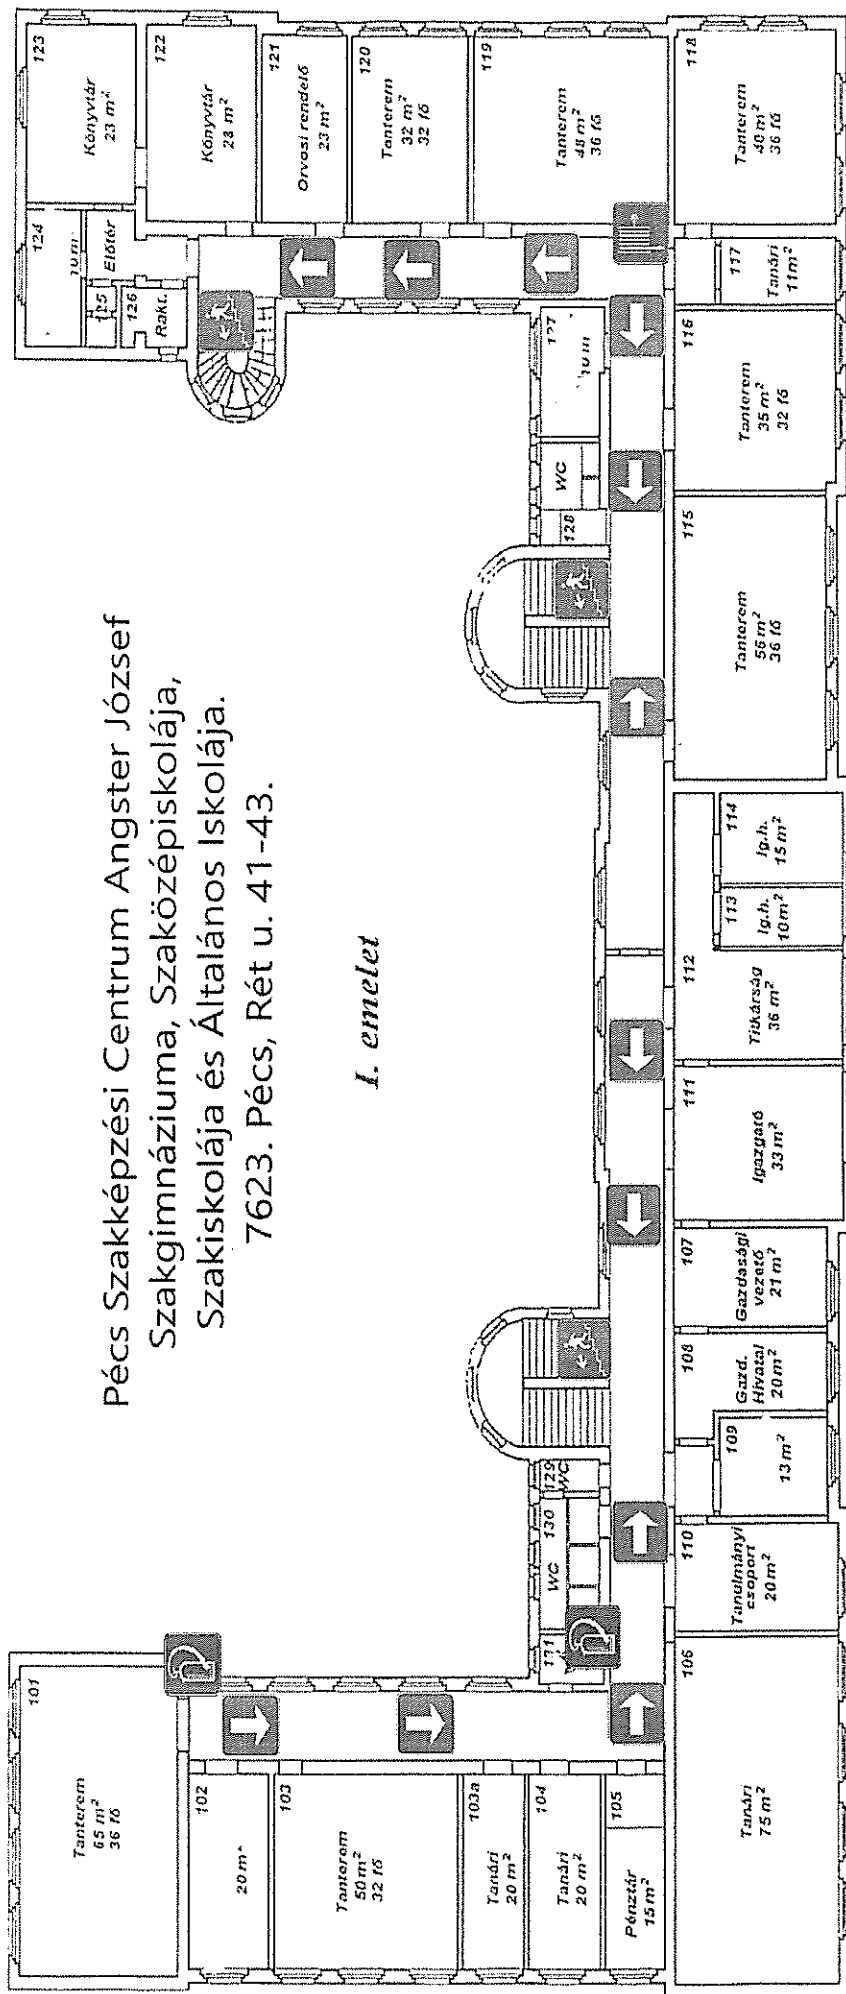 Pécs Szakképzési Centrum Angster József
Szakgimnáziuma, Szaközépiskolája,
Szakiskolája és Általános Iskolája.
7623. Pécs, Rét u. 41-43.
I. emelet
101
Tanterem
65 m²
36 fő
102
20 m²
103
Tanterem
50 m²
32 fő
103a
Tanári
20 m²
104
Tanári
20 m²
105
Pénztár
15 m²
106
Tanári
75 m²
110
Tanulmányi
csoport
20 m²
109
13 m²
108
Gazd.
Hivatal
20 m²
107
Gazdasági
vezető
21 m²
111
Igazgató
33 m²
112
Titkárság
36 m²
113
Ig.h.
10 m²
114
Ig.h.
15 m²
115
Tanterem
56 m²
36 fő
116
Tanterem
35 m²
32 fő
117
Tanári
11 m²
118
Tanterem
40 m²
36 fő
119
Tanterem
48 m²
36 fő
120
Tanterem
32 m²
32 fő
121
Orvosi rendelő
23 m²
122
Könyvtár
28 m²
123
Könyvtár
23 m²
124
Előtér
125
126
Rakt.
127
WC
128
129
WC
130
WC
131